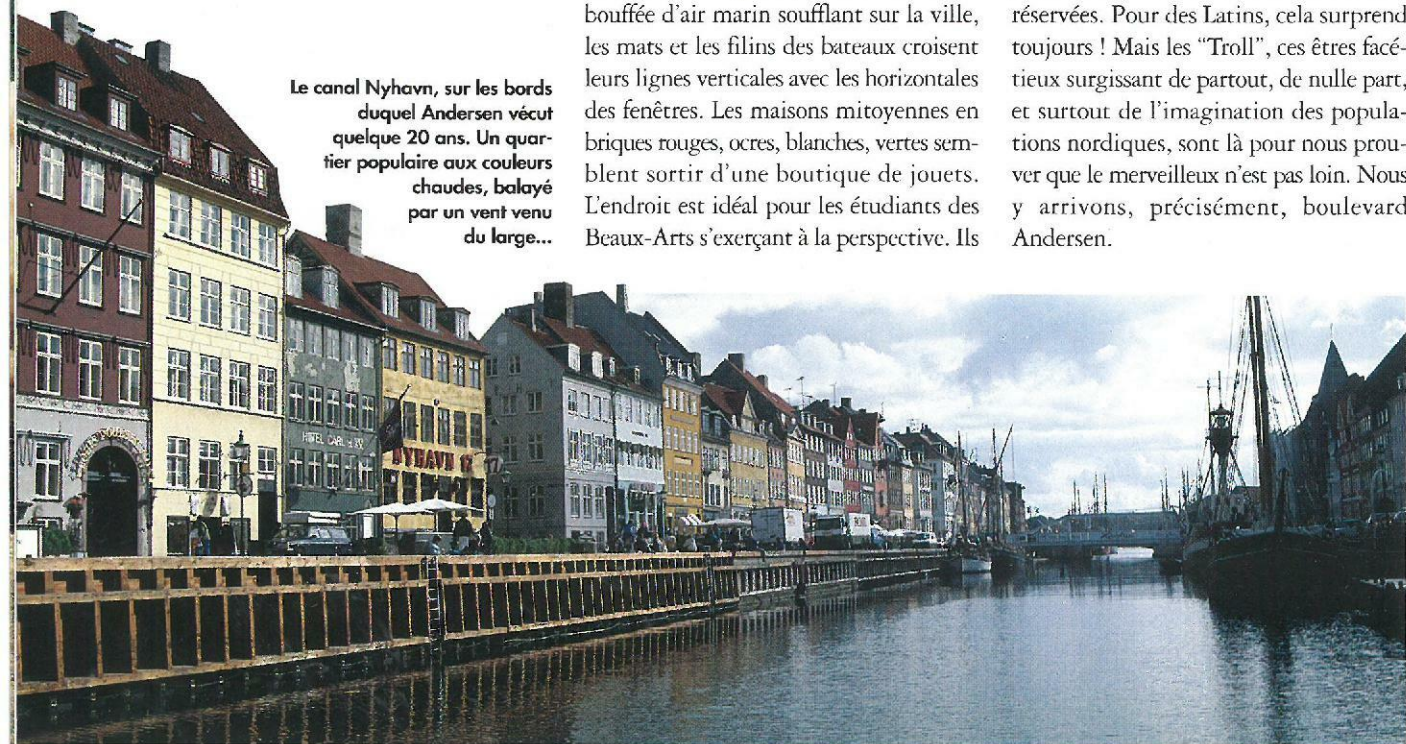 Le canal Nyhavn, sur les bords
duquel Andersen vécut
quelque 20 ans. Un quar-
tier populaire aux couleurs
chaudes, balayé
par un vent venu
du large...
bouffée d'air marin soufflant sur la ville,
les mats et les filins des bateaux croisent
leurs lignes verticales avec les horizontales
des fenêtres. Les maisons mitoyennes en
briques rouges, ocres, blanches, vertes sem-
blent sortir d'une boutique de jouets.
L'endroit est idéal pour les étudiants des
Beaux-Arts s'exerçant à la perspective. Ils
réservées. Pour des Latins, cela surprend
toujours ! Mais les “Troll”, ces êtres facé-
tieux surgissant de partout, de nulle part,
et surtout de l'imagination des popula-
tions nordiques, sont là pour nous prou-
ver que le merveilleux n'est pas loin. Nous
y arrivons, précisément, boulevard
Andersen.
NYHAVN 17
17